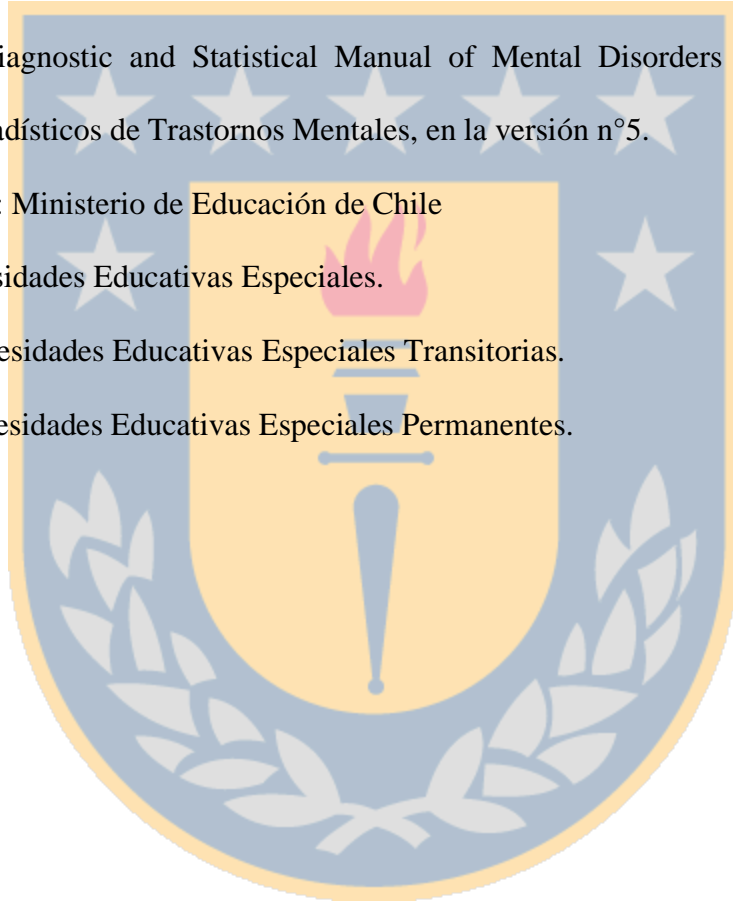 iagnostic and Statistical Manual of Mental Disorders
adísticos de Trastornos Mentales, en la versión n°5.
: Ministerio de Educación de Chile
sidades Educativas Especiales.
esidades Educativas Especiales Transitorias.
esidades Educativas Especiales Permanentes.